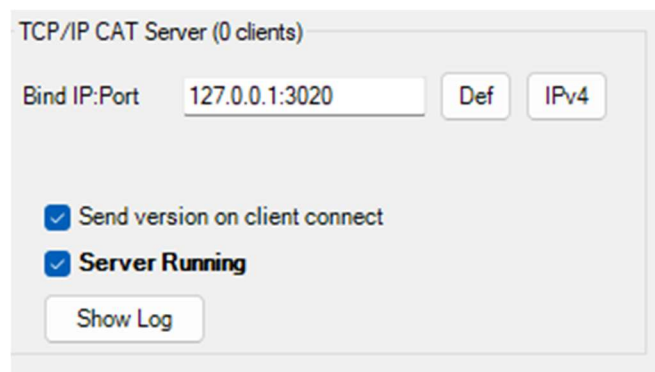 TCP/IP CAT Server (0 clients)
Bind IP:Port 127.0.0.1:3020 Def IPv4
Send version on client connect
Server Running
Show Log